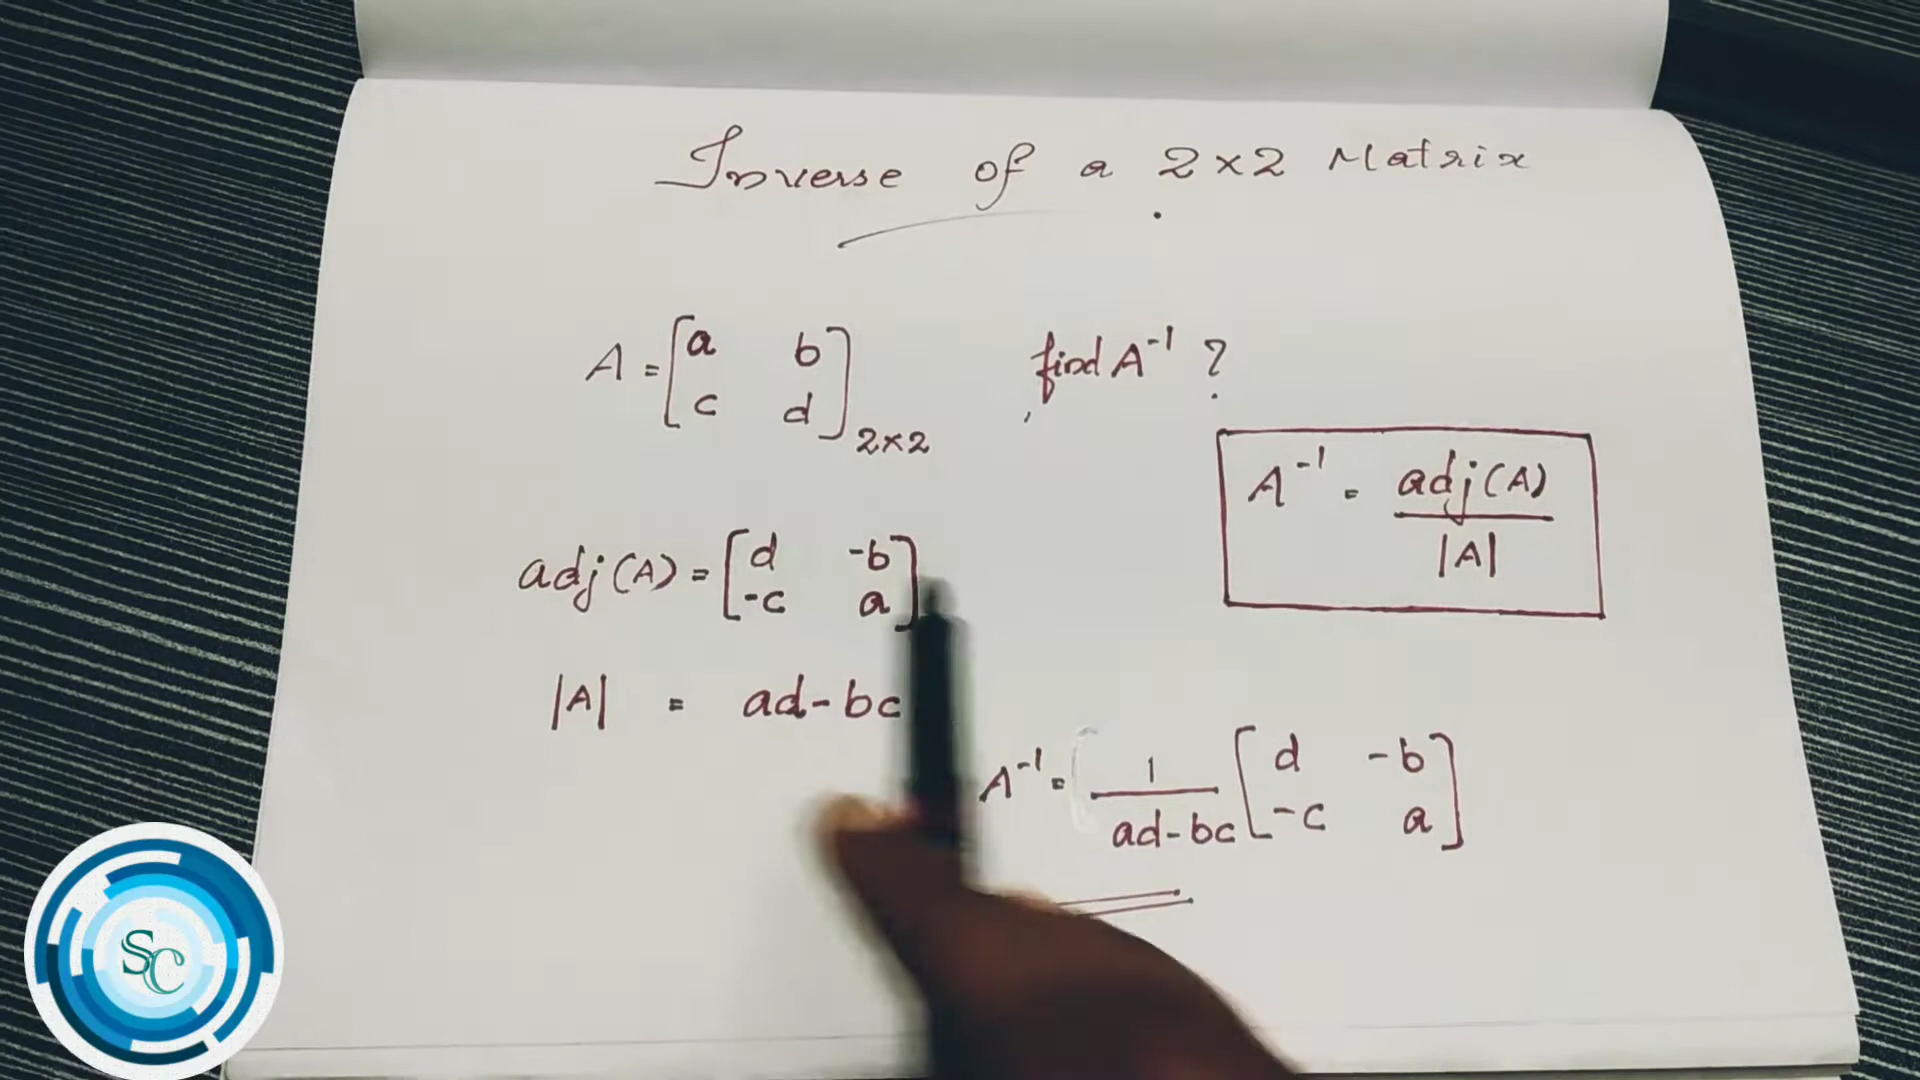 Inverse of a 2×2 Matrix
A = [a b
c d]2×2 find A⁻¹ ?
A⁻¹ = adj(A)
|A|
adj(A) = [d -b
-c a]
|A| = ad-bc
A⁻¹ = 1 [d -b
ad-bc -c a]
SC